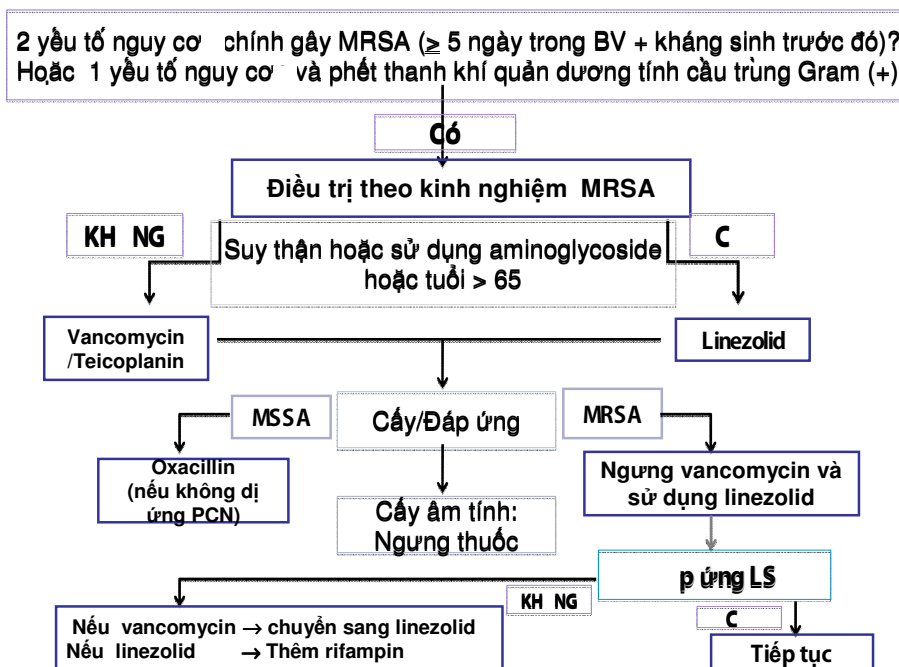 2 yếu tố nguy cơ chính gây MRSA (≥ 5 ngày trong BV + kháng sinh trước đó)?
Hoặc 1 yếu tố nguy cơ và phết thanh khí quản dương tính cầu trùng Gram (+)
Có
Điều trị theo kinh nghiệm MRSA
KH NG
Suy thận hoặc sử dụng aminoglycoside
hoặc tuổi > 65
C
Vancomycin
/Teicoplanin
Linezolid
MSSA
Cấy/Đáp ứng
MRSA
Oxacillin
(nếu không dị
ứng PCN)
Cấy âm tính:
Ngưng thuốc
Ngưng vancomycin và
sử dụng linezolid
p ứng LS
KH NG
C
Nếu vancomycin → chuyển sang linezolid
Nếu linezolid → Thêm rifampin
Tiếp tục